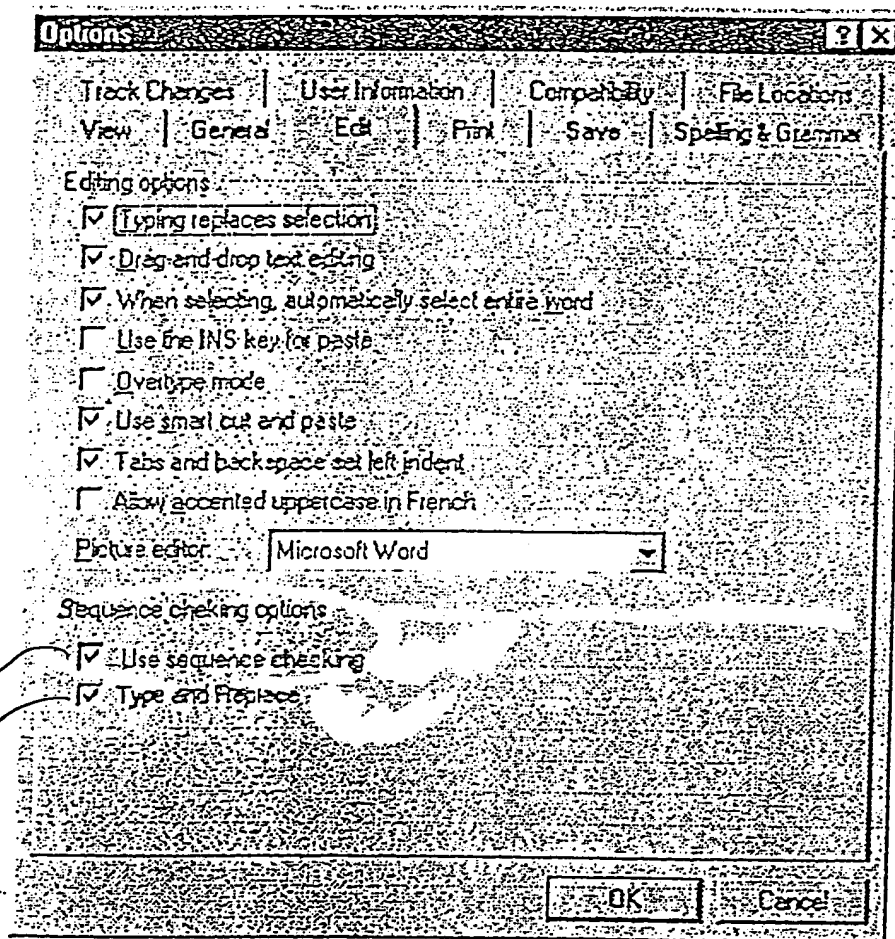 Options
Track Changes User Information Compatibility File Locations
View General Edit Print Save Spelling & Grammar
Editing options
Typing replaces selection
Drag-and-drop text editing
When selecting, automatically select entire word
Use the INS key for paste
Overtype mode
Use smart cut and paste
Tabs and backspace set left indent
Allow accented uppercase in French
Picture editor: Microsoft Word
Sequence cheking options
Use sequence checking
Type and Replace
OK Cancel